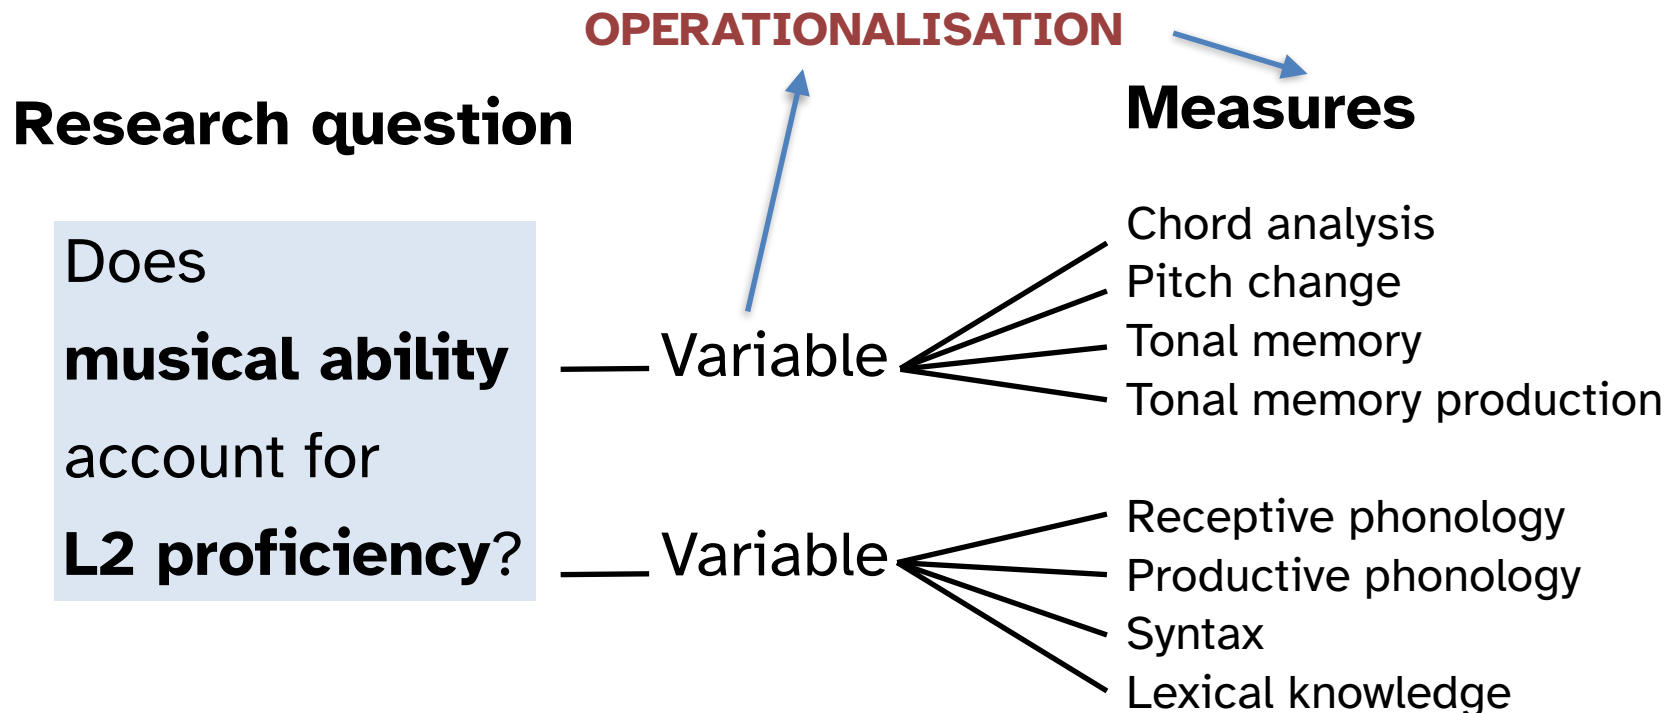 OPERATIONALISATION
Research question
Measures
Does
musical ability
account for
L2 proficiency?
Variable
Variable
Chord analysis
Pitch change
Tonal memory
Tonal memory production
Receptive phonology
Productive phonology
Syntax
Lexical knowledge